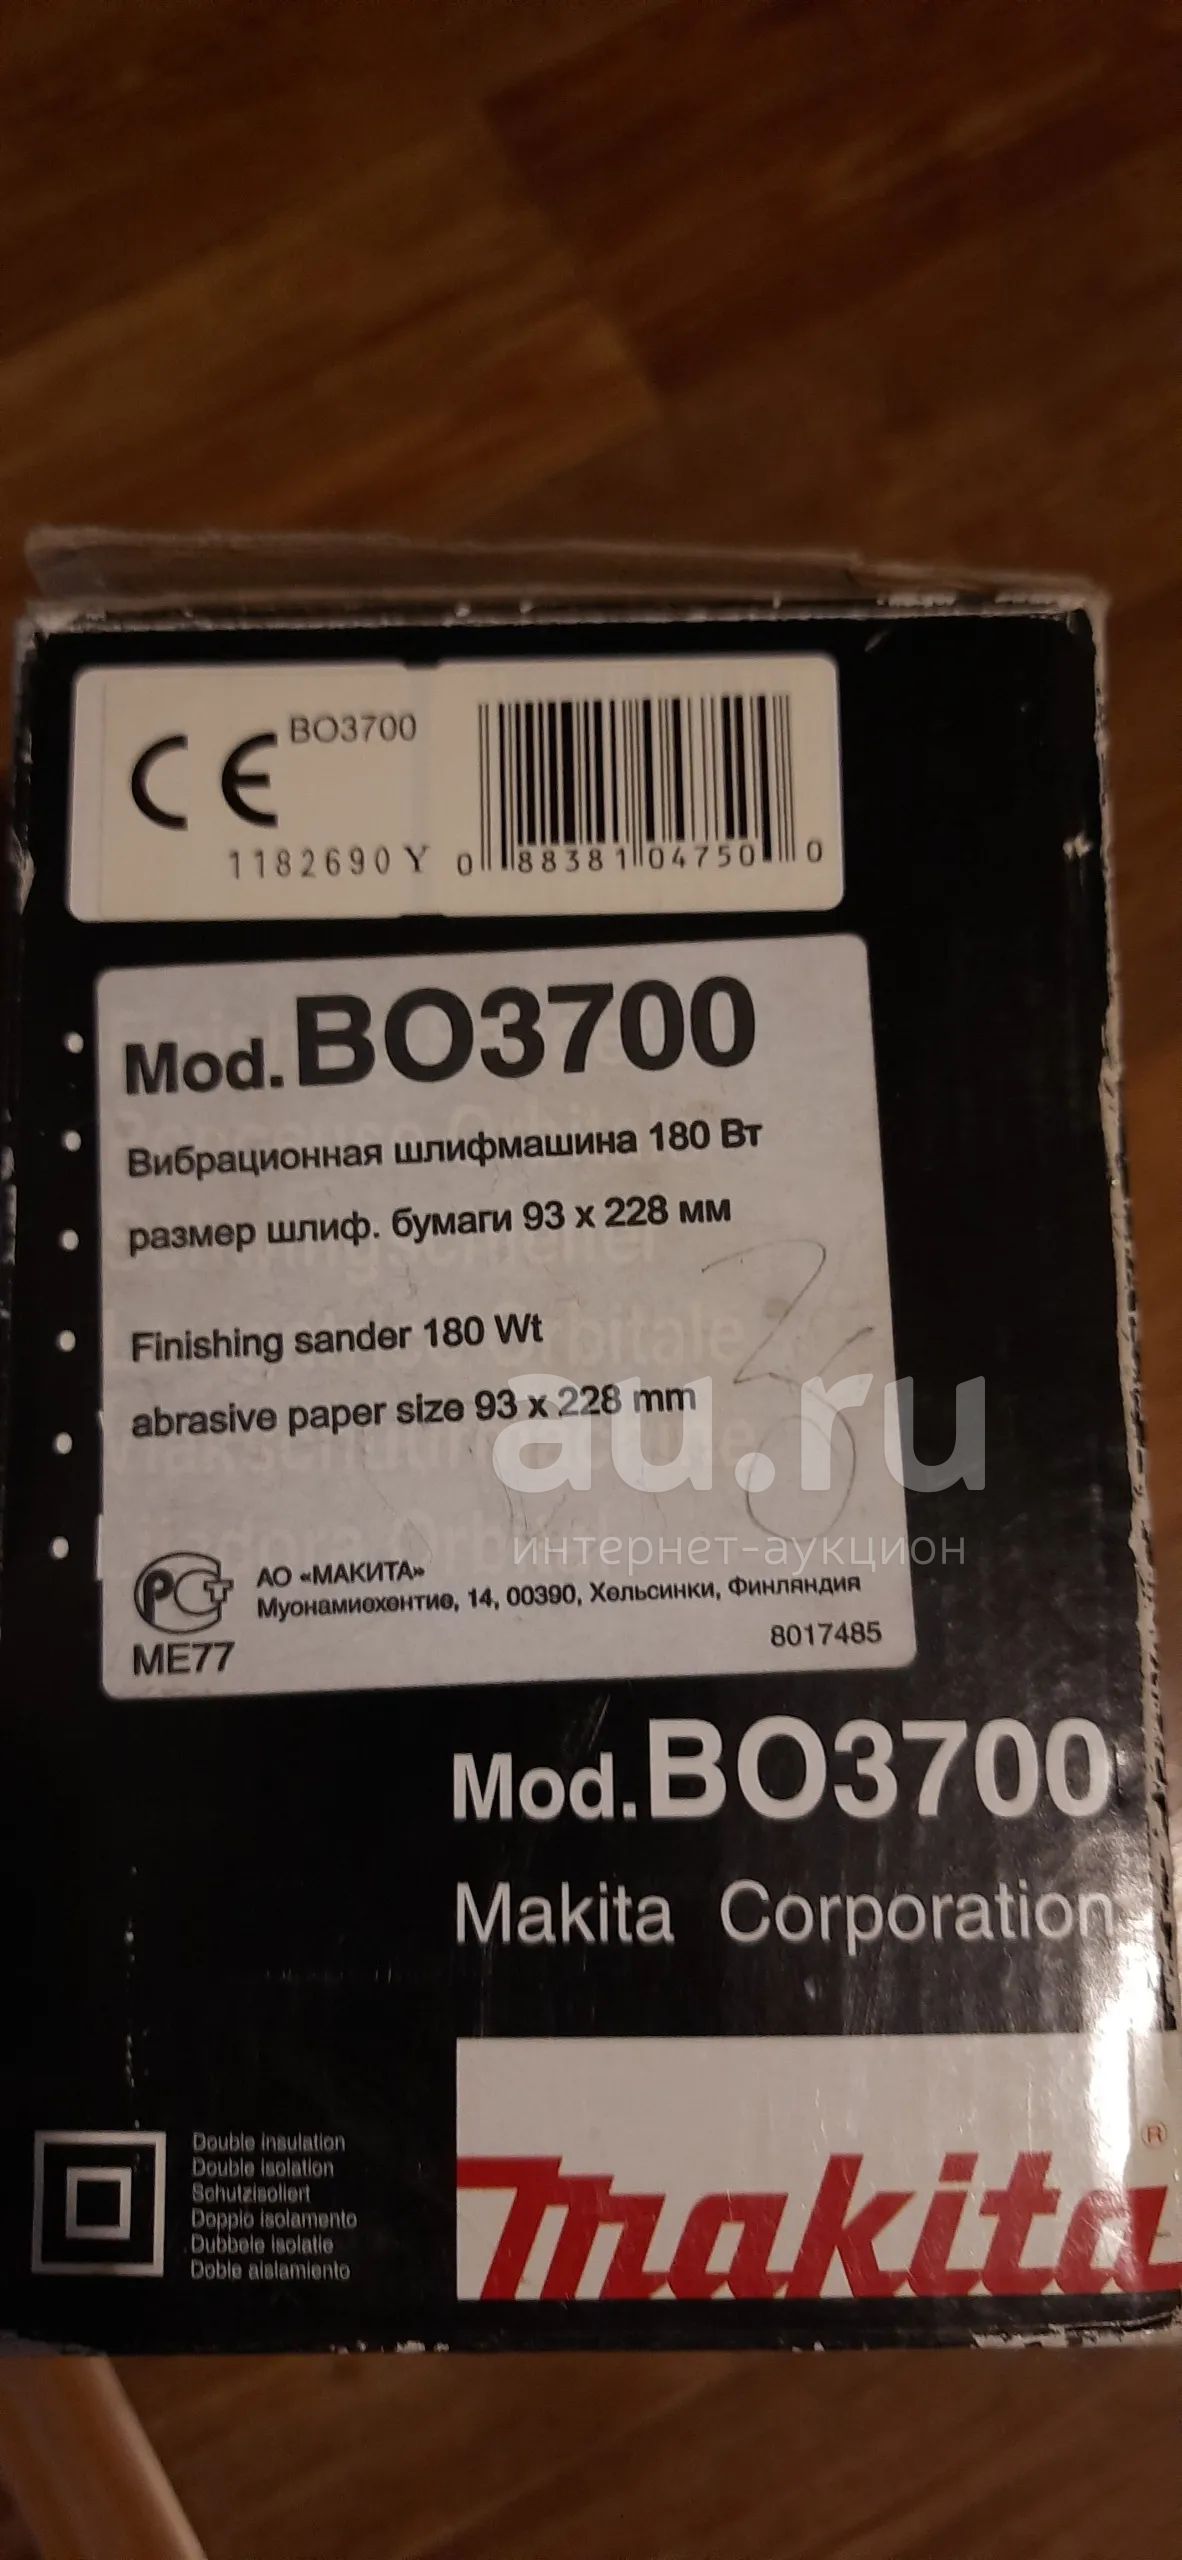 CE BO3700
1182690 Y
0 88381 04750 0
Mod. BO3700
Вибрационная шлифмашина 180 Вт
размер шлиф. бумаги 93 x 228 мм
Finishing sander 180 Wt
abrasive paper size 93 x 228 mm
au.ru
интернет-аукцион
РСТ
АО «МАКИТА»
Муонамиехентие, 14, 00390, Хельсинки, Финляндия
ME77
8017485
Mod. BO3700
Makita Corporation
Double insulation
Double isolation
Schutzisoliert
Doppio isolamento
Dubbele isolatie
Doble aislamiento
makita®